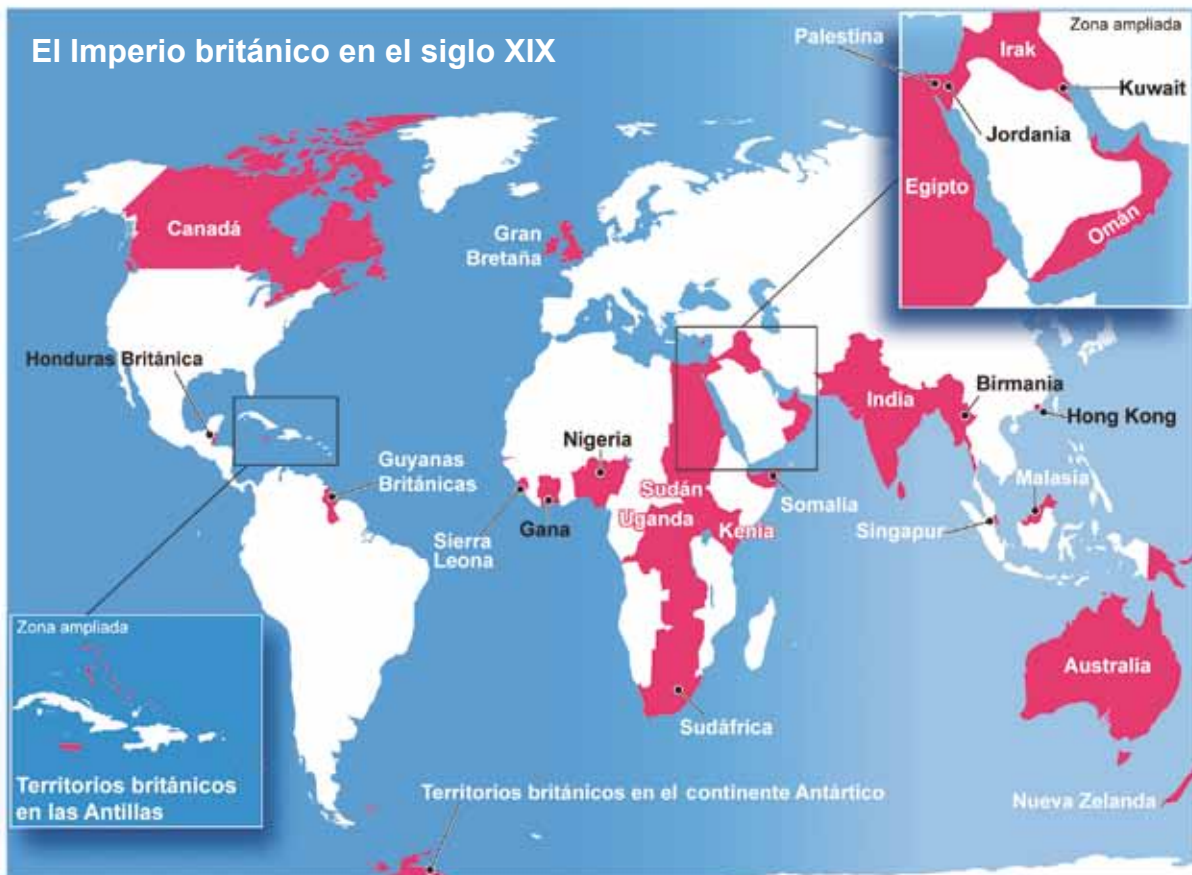 El Imperio británico en el siglo XIX
Zona ampliada
Palestina
Irak
Kuwait
Jordania
Egipto
Omán
Canadá
Gran
Bretaña
Honduras Británica
Nigeria
India
Birmania
Hong Kong
Guyanas
Británicas
Sierra
Leona
Gana
Sudán
Uganda
Kenia
Somalia
Malasia
Singapur
Zona ampliada
Territorios británicos
en las Antillas
Sudáfrica
Australia
Nueva Zelanda
Territorios británicos en el continente Antártico